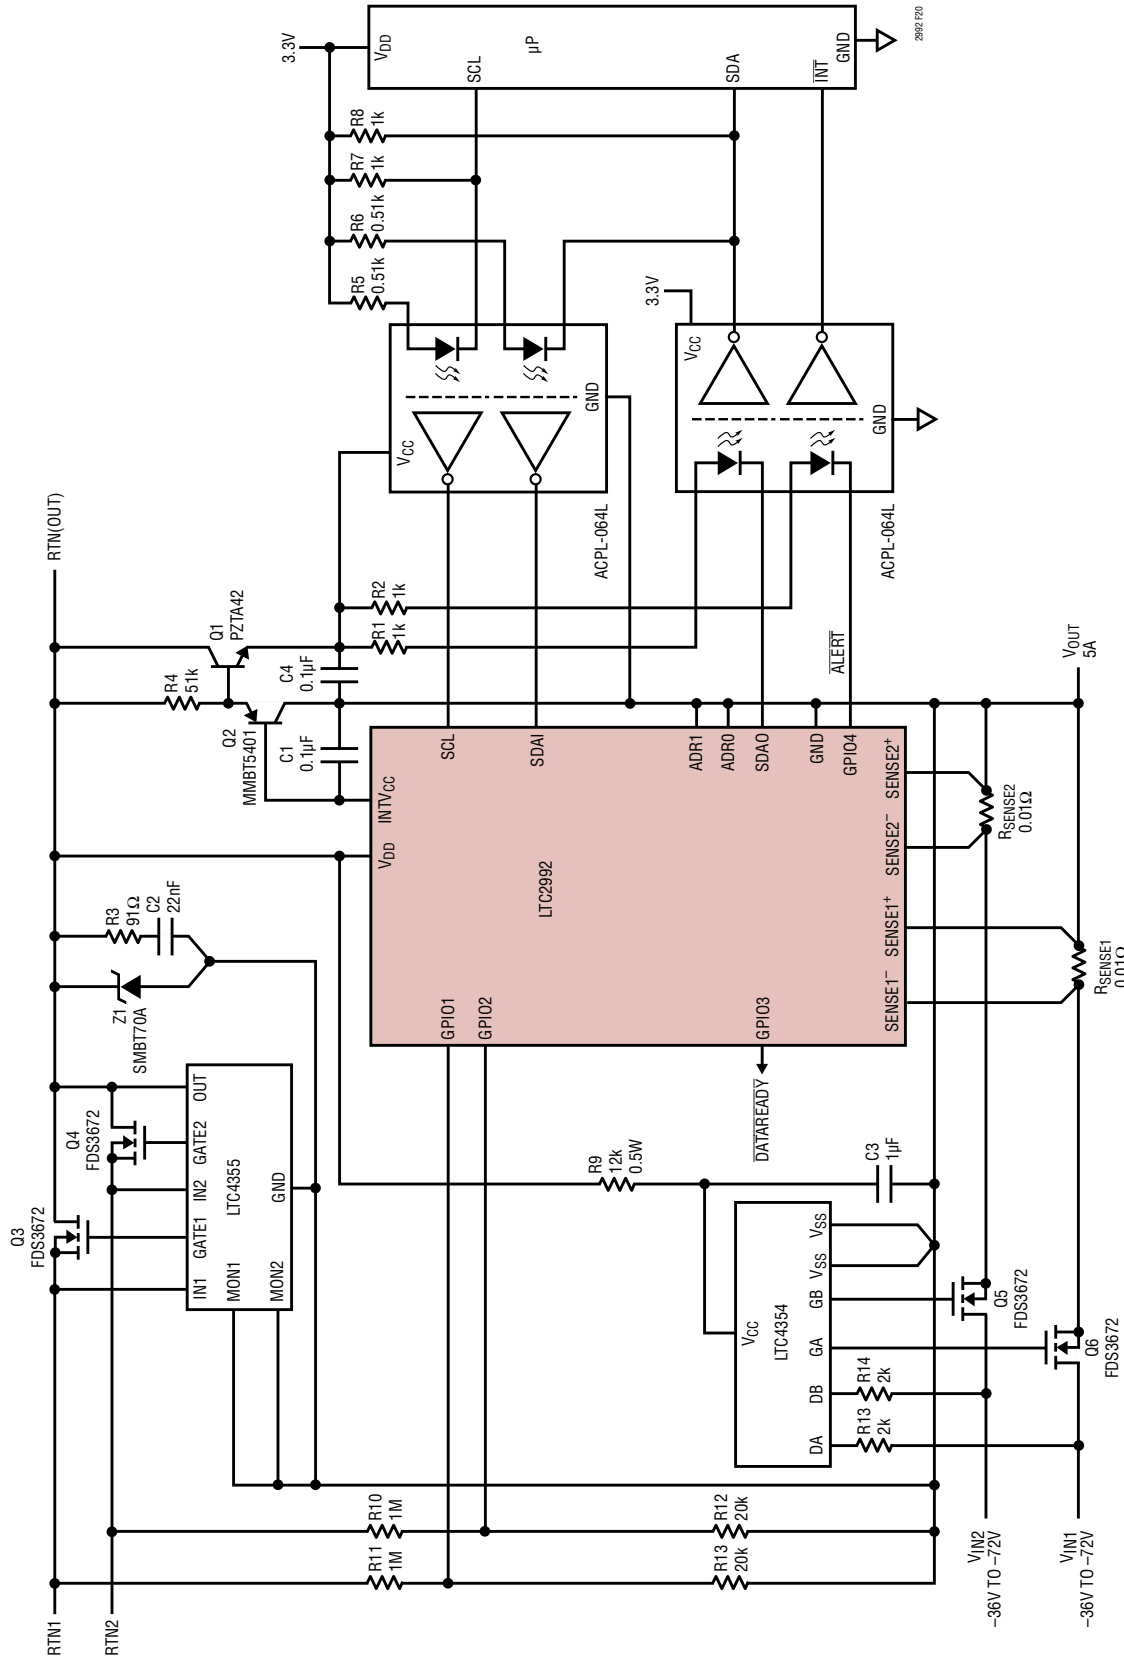 RTN1
RTN2
RTN(OUT)
Q3
FDS3672
Q4
FDS3672
IN1
GATE1
IN2
GATE2
OUT
LTC4355
MON1
MON2
GND
Z1
SMBT70A
R3
91Ω
C2
22nF
R4
51k
Q1
PZTA42
Q2
MMBT5401
C1
0.1µF
C4
0.1µF
R1
1k
R2
1k
R11
1M
R10
1M
R13
20k
R12
20k
R9
12k
0.5W
C3
1µF
VCC
LTC4354
DA
DB
GA
GB
VSS
VSS
R13
2k
R14
2k
Q5
FDS3672
Q6
FDS3672
VIN2
–36V TO –72V
VIN1
–36V TO –72V
GPIO1
GPIO2
GPIO3
DATAREADY
VDD
INTVCC
LTC2992
SCL
SDAI
ADR1
ADR0
SDAO
GND
GPIO4
ALERT
SENSE1–
SENSE1+
SENSE2–
SENSE2+
RSENSE1
0.01Ω
RSENSE2
0.01Ω
VOUT
5A
VCC
GND
ACPL-064L
3.3V
VCC
GND
ACPL-064L
R5
0.51k
R6
0.51k
R7
1k
R8
1k
3.3V
VDD
SCL
µP
SDA
INT
GND
2992 F20